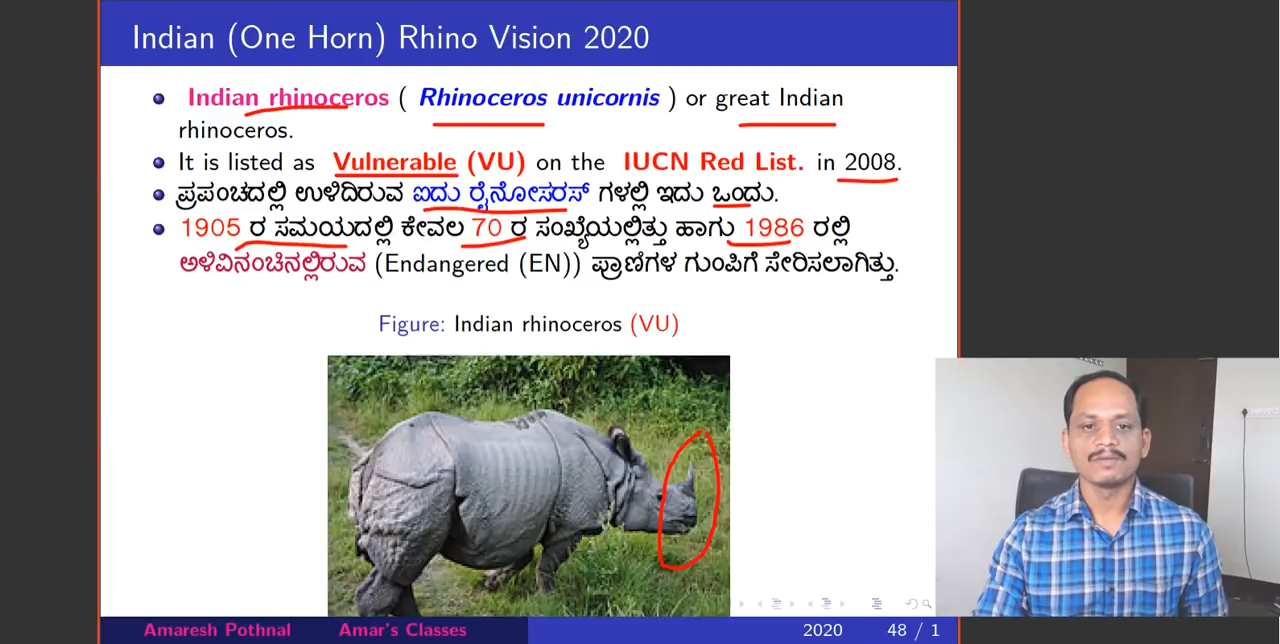 Indian (One Horn) Rhino Vision 2020
Indian rhinoceros ( Rhinoceros unicornis ) or great Indian
rhinoceros.
It is listed as Vulnerable (VU) on the IUCN Red List. in 2008.
ಪ್ರಪಂಚದಲ್ಲಿ ಉಳಿದಿರುವ ಐದು ರೈನೋಸರಸ್ ಗಳಲ್ಲಿ ಇದು ಒಂದು.
1905 ರ ಸಮಯದಲ್ಲಿ ಕೇವಲ 70 ರ ಸಂಖ್ಯೆಯಲ್ಲಿತ್ತು ಹಾಗು 1986 ರಲ್ಲಿ
ಅಳಿವಿನಂಚಿನಲ್ಲಿರುವ (Endangered (EN)) ಪ್ರಾಣಿಗಳ ಗುಂಪಿಗೆ ಸೇರಿಸಲಾಗಿತ್ತು.
Figure: Indian rhinoceros (VU)
Amaresh Pothnal Amar's Classes 2020 48 / 1